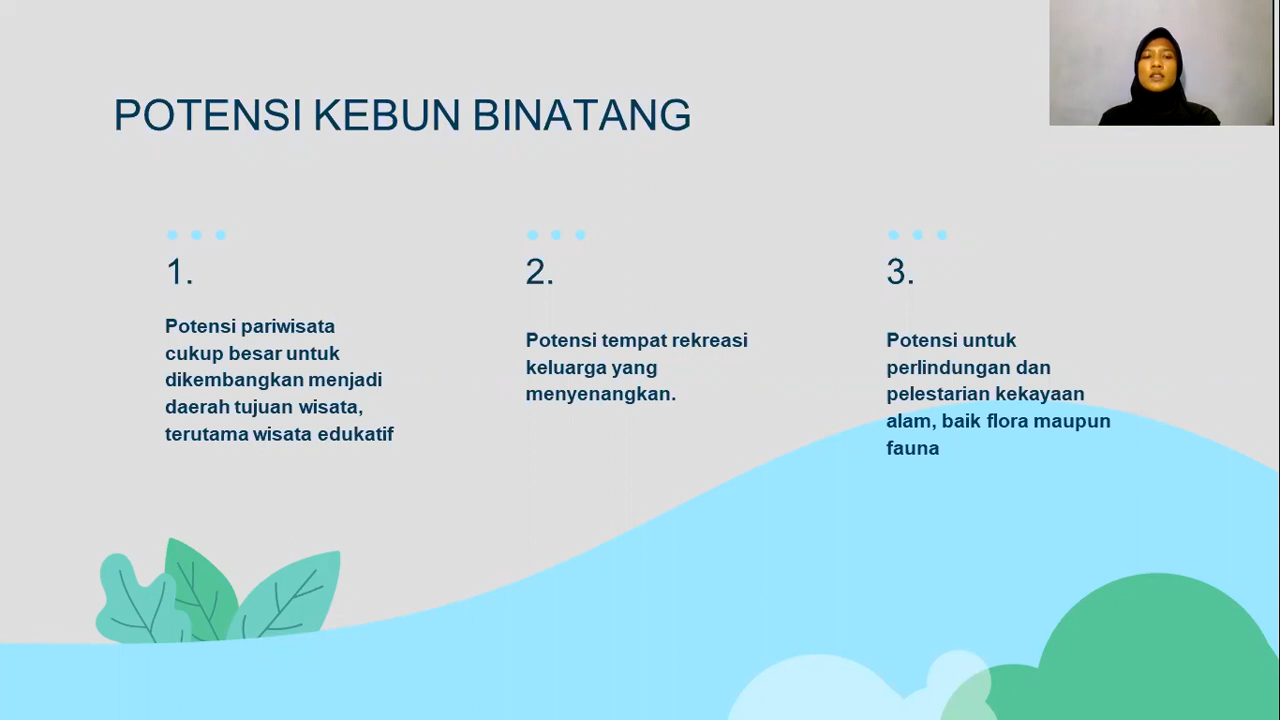 POTENSI KEBUN BINATANG
1.
Potensi pariwisata
cukup besar untuk
dikembangkan menjadi
daerah tujuan wisata,
terutama wisata edukatif
2.
Potensi tempat rekreasi
keluarga yang
menyenangkan.
3.
Potensi untuk
perlindungan dan
pelestarian kekayaan
alam, baik flora maupun
fauna